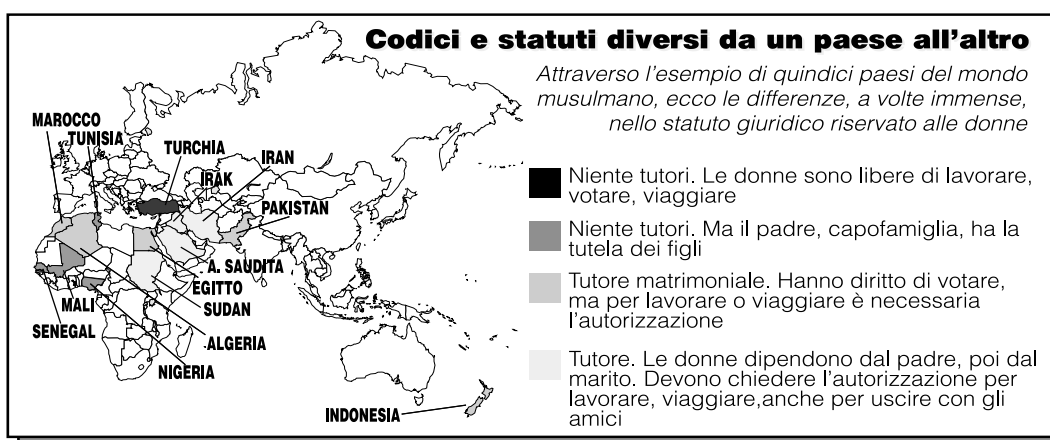 Codici e statuti diversi da un paese all'altro
Attraverso l'esempio di quindici paesi del mondo
musulmano, ecco le differenze, a volte immense,
nello statuto giuridico riservato alle donne
MAROCCO
TUNISIA
TURCHIA
IRAN
IRAK
PAKISTAN
A. SAUDITA
EGITTO
SUDAN
MALI
SENEGAL
ALGERIA
NIGERIA
INDONESIA
Niente tutori. Le donne sono libere di lavorare,
votare, viaggiare
Niente tutori. Ma il padre, capofamiglia, ha la
tutela dei figli
Tutore matrimoniale. Hanno diritto di votare,
ma per lavorare o viaggiare è necessaria
l'autorizzazione
Tutore. Le donne dipendono dal padre, poi dal
marito. Devono chiedere l'autorizzazione per
lavorare, viaggiare,anche per uscire con gli
amici